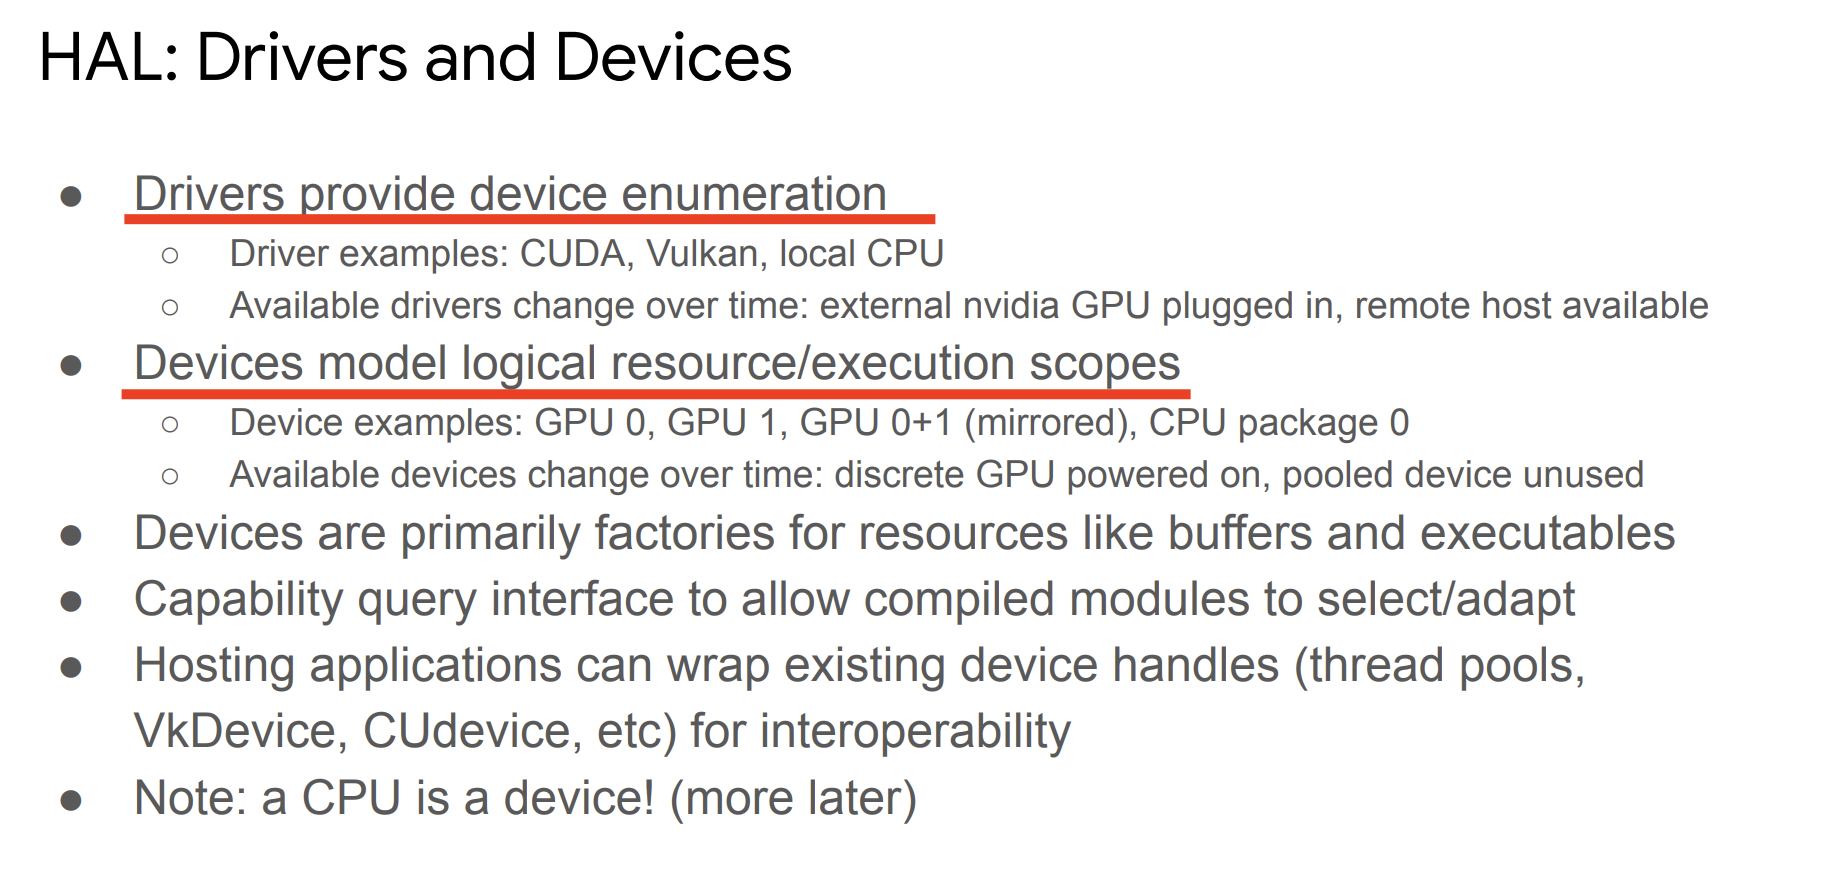 HAL: Drivers and Devices
● Drivers provide device enumeration
○ Driver examples: CUDA, Vulkan, local CPU
○ Available drivers change over time: external nvidia GPU plugged in, remote host available
● Devices model logical resource/execution scopes
○ Device examples: GPU 0, GPU 1, GPU 0+1 (mirrored), CPU package 0
○ Available devices change over time: discrete GPU powered on, pooled device unused
● Devices are primarily factories for resources like buffers and executables
● Capability query interface to allow compiled modules to select/adapt
● Hosting applications can wrap existing device handles (thread pools,
VkDevice, CUdevice, etc) for interoperability
● Note: a CPU is a device! (more later)